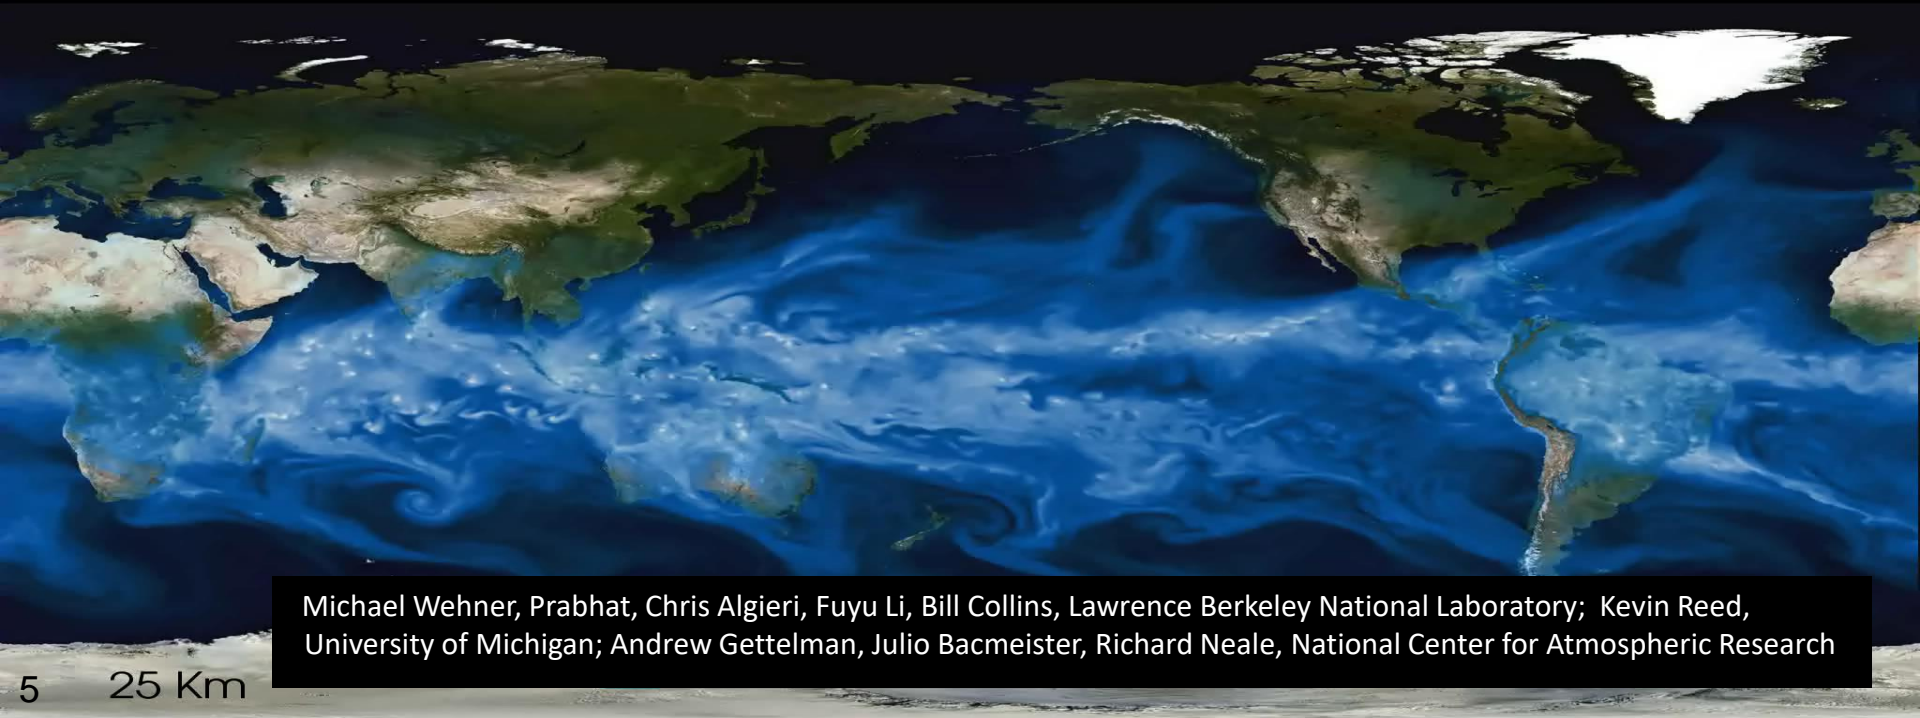 Michael Wehner, Prabhat, Chris Algieri, Fuyu Li, Bill Collins, Lawrence Berkeley National Laboratory;  Kevin Reed,
University of Michigan; Andrew Gettelman, Julio Bacmeister, Richard Neale, National Center for Atmospheric Research
5 25 Km